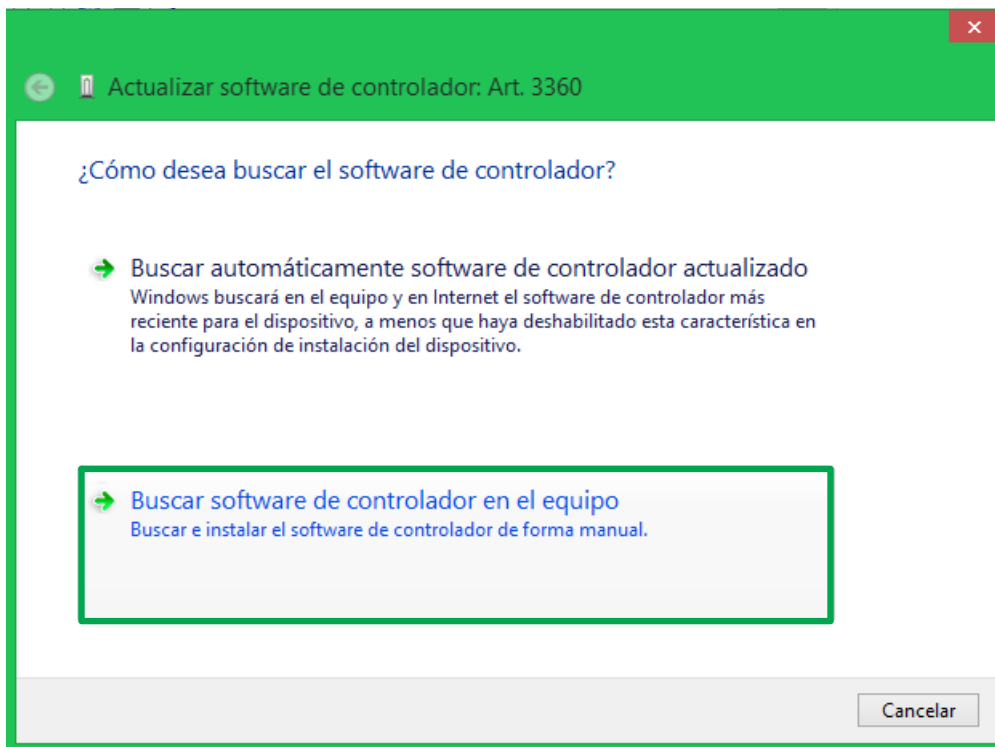 Actualizar software de controlador: Art. 3360
¿Cómo desea buscar el software de controlador?
Buscar automáticamente software de controlador actualizado
Windows buscará en el equipo y en Internet el software de controlador más
reciente para el dispositivo, a menos que haya deshabilitado esta característica en
la configuración de instalación del dispositivo.
Buscar software de controlador en el equipo
Buscar e instalar el software de controlador de forma manual.
Cancelar